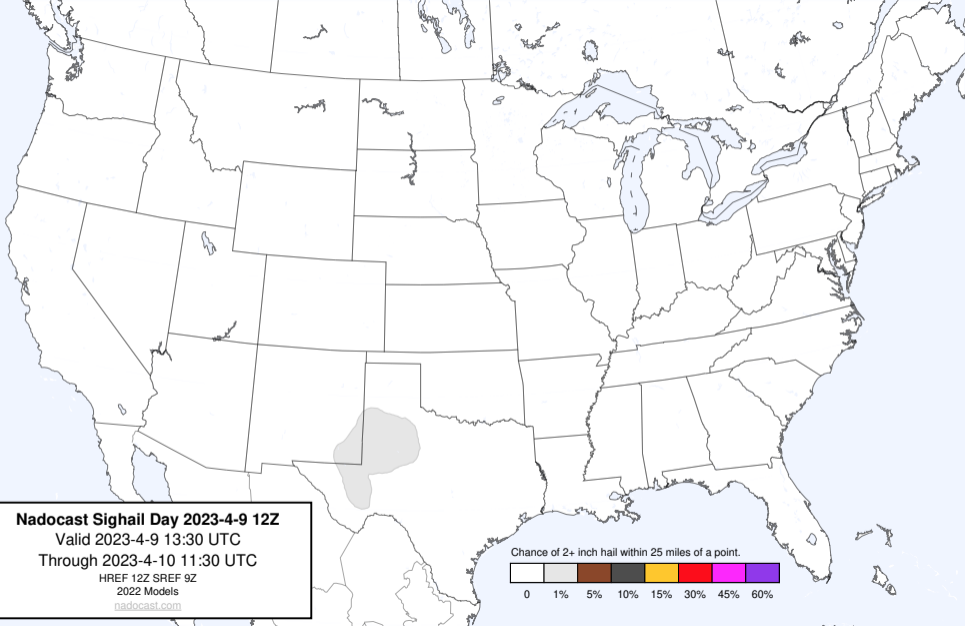 Nadocast Sighail Day 2023-4-9 12Z
Valid 2023-4-9 13:30 UTC
Through 2023-4-10 11:30 UTC
HREF 12Z SREF 9Z
2022 Models
nadocast.com
Chance of 2+ inch hail within 25 miles of a point.
0 1% 5% 10% 15% 30% 45% 60%